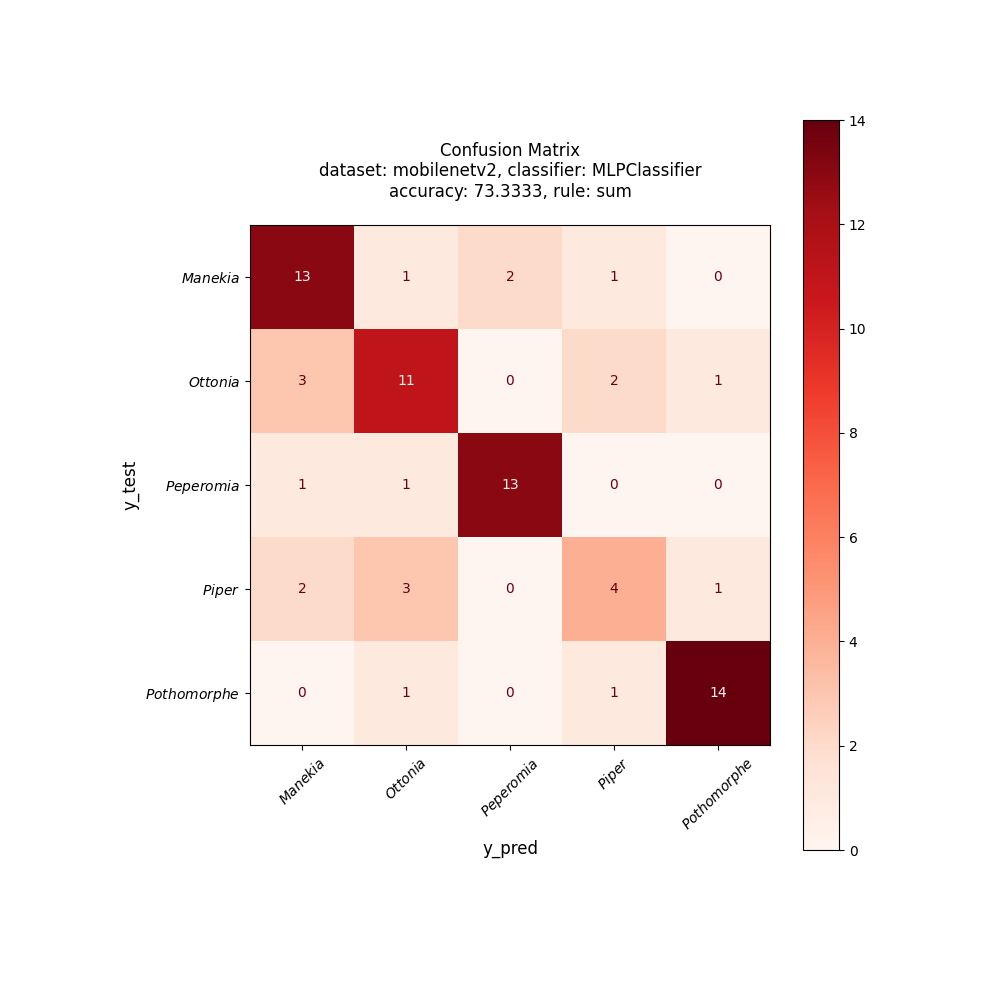 Confusion Matrix
dataset: mobilenetv2, classifier: MLPClassifier
accuracy: 73.3333, rule: sum
14
12
10
8
6
4
2
0
y_test
Manekia 13 1 2 1 0
Ottonia 3 11 0 2 1
Peperomia 1 1 13 0 0
Piper 2 3 0 4 1
Pothomorphe 0 1 0 1 14
Manekia Ottonia Peperomia Piper Pothomorphe
y_pred